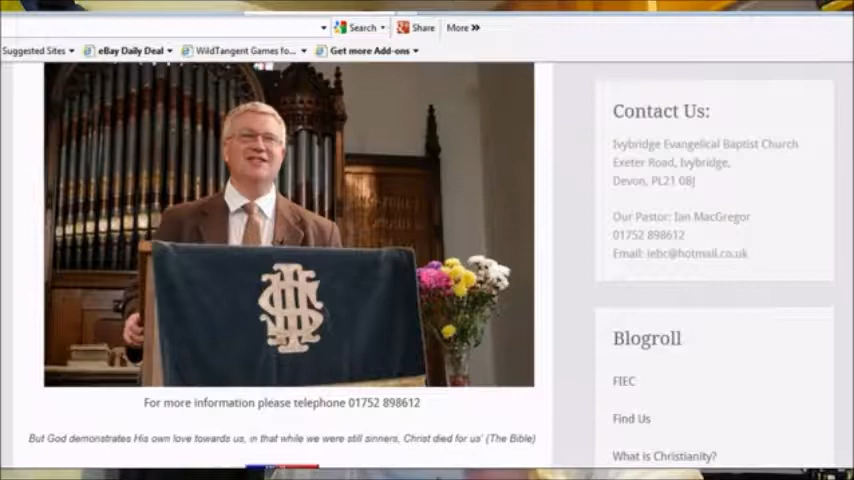 Search
Share
More »
Suggested Sites
eBay Daily Deal
WildTangent Games fo...
Get more Add-ons
Contact Us:
Ivybridge Evangelical Baptist Church
Exeter Road, Ivybridge,
Devon, PL21 0BJ
Our Pastor: Ian MacGregor
01752 898612
Email: iebc@hotmail.co.uk
IHS
For more information please telephone 01752 898612
But God demonstrates His own love towards us, in that while we were still sinners, Christ died for us' (The Bible)
Blogroll
FIEC
Find Us
What is Christianity?